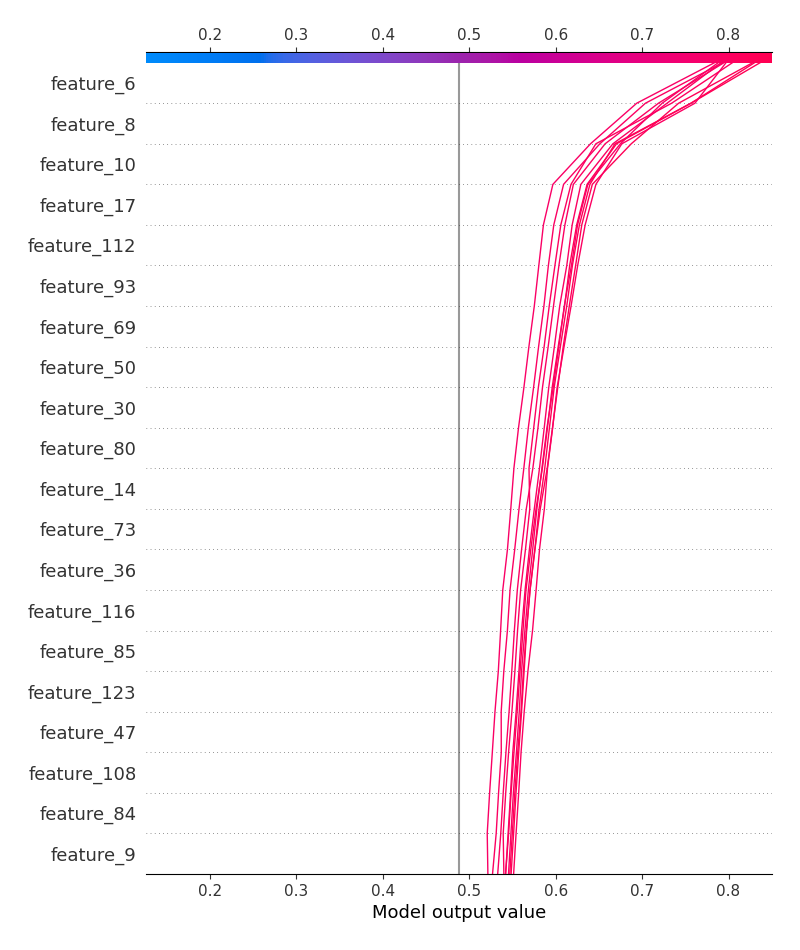 0.2 0.3 0.4 0.5 0.6 0.7 0.8
feature_6
feature_8
feature_10
feature_17
feature_112
feature_93
feature_69
feature_50
feature_30
feature_80
feature_14
feature_73
feature_36
feature_116
feature_85
feature_123
feature_47
feature_108
feature_84
feature_9
0.2 0.3 0.4 0.5 0.6 0.7 0.8
Model output value